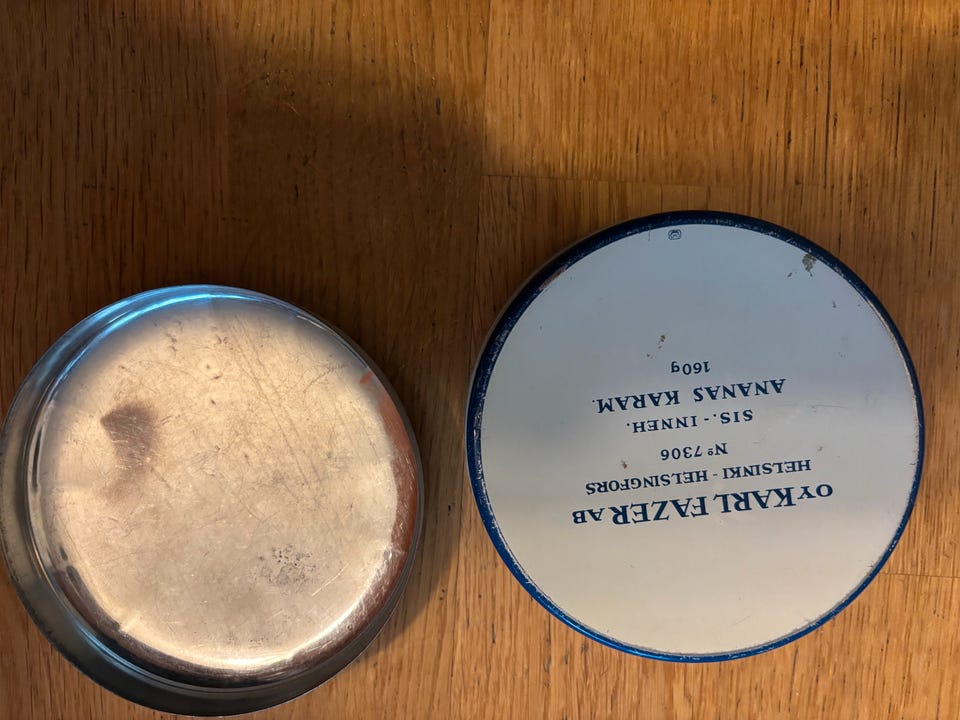 OY KARL FAZER AB
HELSINKI - HELSINGFORS
Nº 7306
SIS. - INNEH.
ANANAS KARAM.
160g